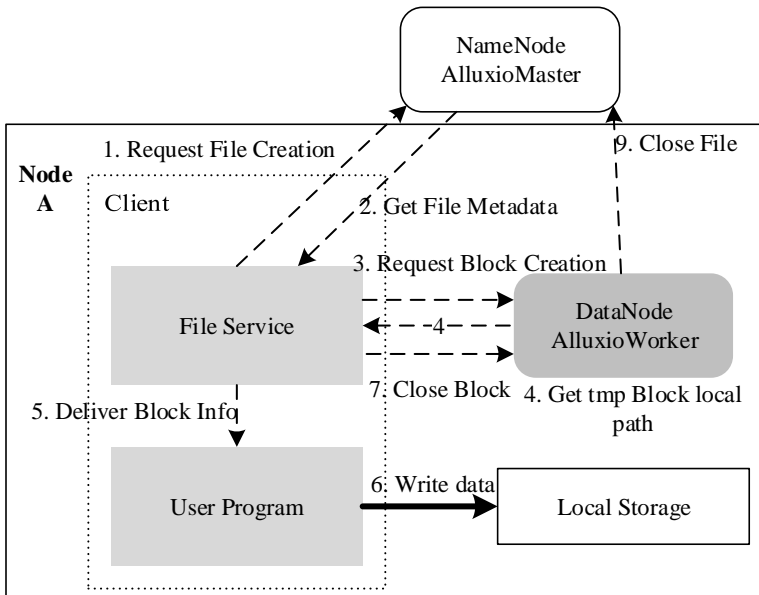 NameNode
AlluxioMaster
1. Request File Creation
9. Close File
Node
A
Client
2. Get File Metadata
3. Request Block Creation
File Service
4
DataNode
AlluxioWorker
7. Close Block
4. Get tmp Block local
path
5. Deliver Block Info
6. Write data
User Program
Local Storage